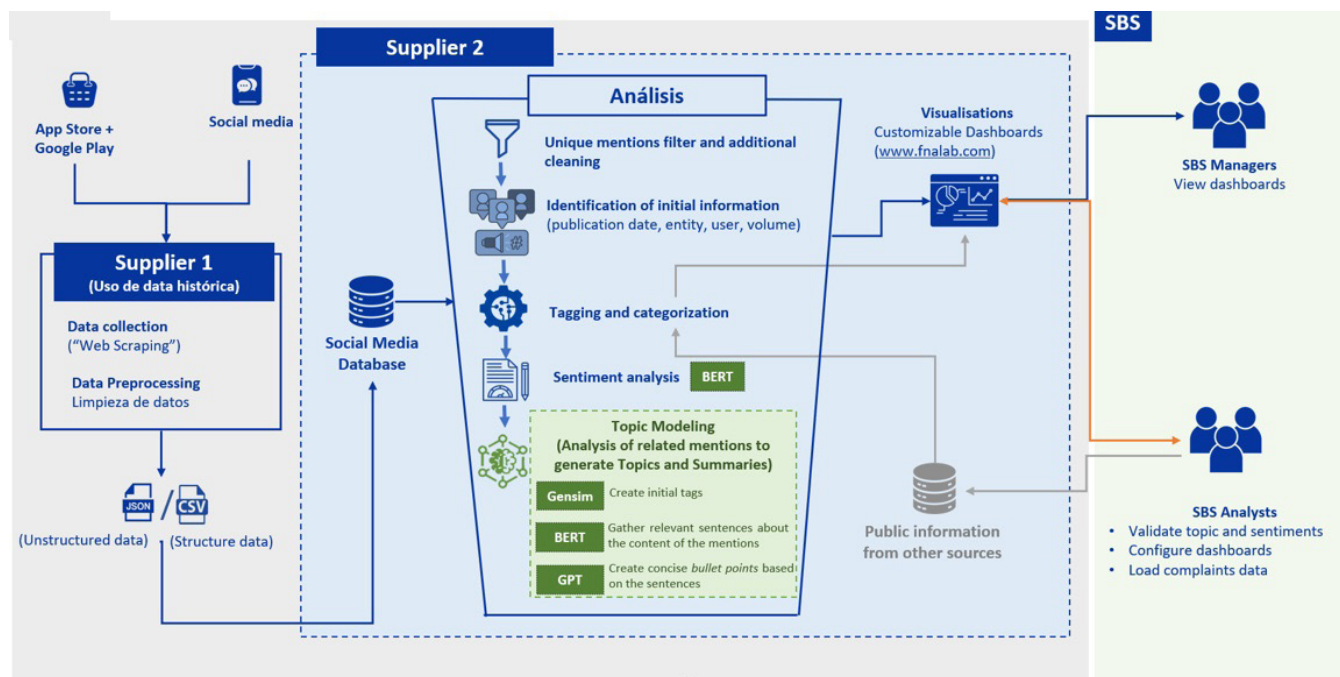 SBS
Supplier 2
Análisis
App Store +
Google Play
Social media
Unique mentions filter and additional
cleaning
Identification of initial information
(publication date, entity, user, volume)
#
Tagging and categorization
Sentiment analysis
BERT
Topic Modeling
(Analysis of related mentions to
generate Topics and Summaries)
Gensim
Create initial tags
BERT
Gather relevant sentences about
the content of the mentions
GPT
Create concise bullet points based
on the sentences
Supplier 1
(Uso de data histórica)
Data collection
(“Web Scraping”)
Data Preprocessing
Limpieza de datos
JSON
/
CSV
(Unstructured data)
(Structure data)
Social Media
Database
Visualisations
Customizable Dashboards
(www.fnalab.com)
Public information
from other sources
SBS Managers
View dashboards
SBS Analysts
• Validate topic and sentiments
• Configure dashboards
• Load complaints data